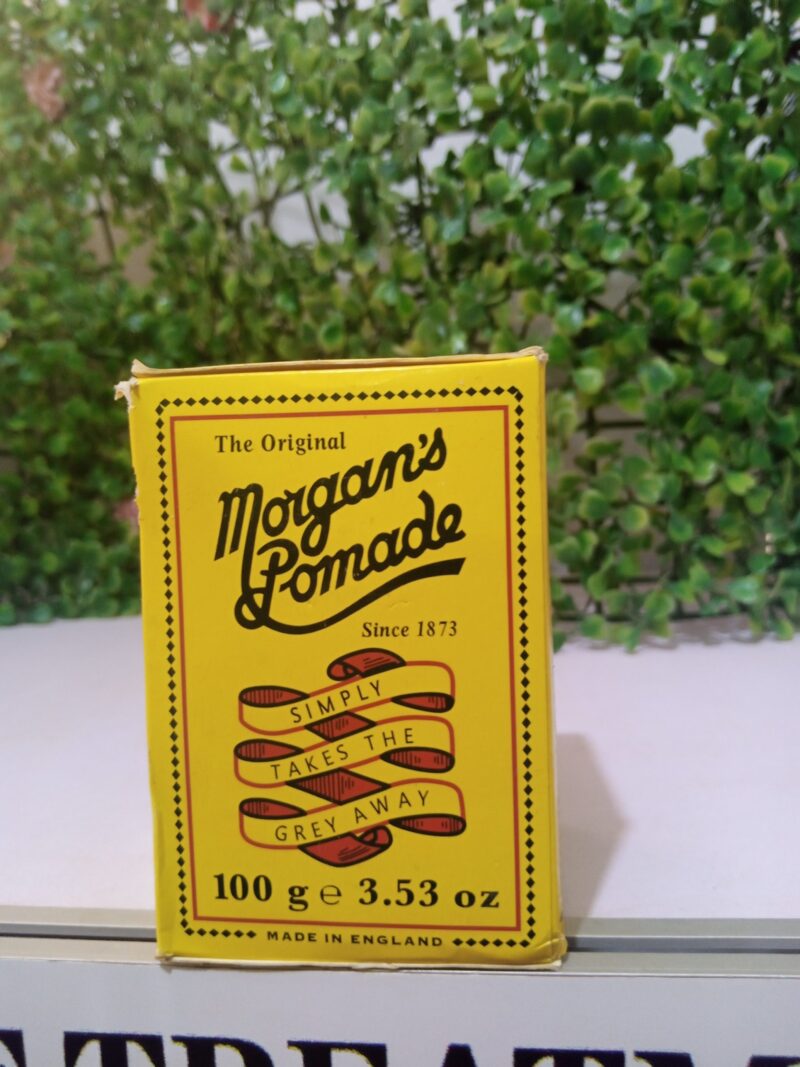 The Original
Morgan's
Pomade
Since 1873
SIMPLY
TAKES THE
GREY AWAY
100 g e 3.53 oz
MADE IN ENGLAND